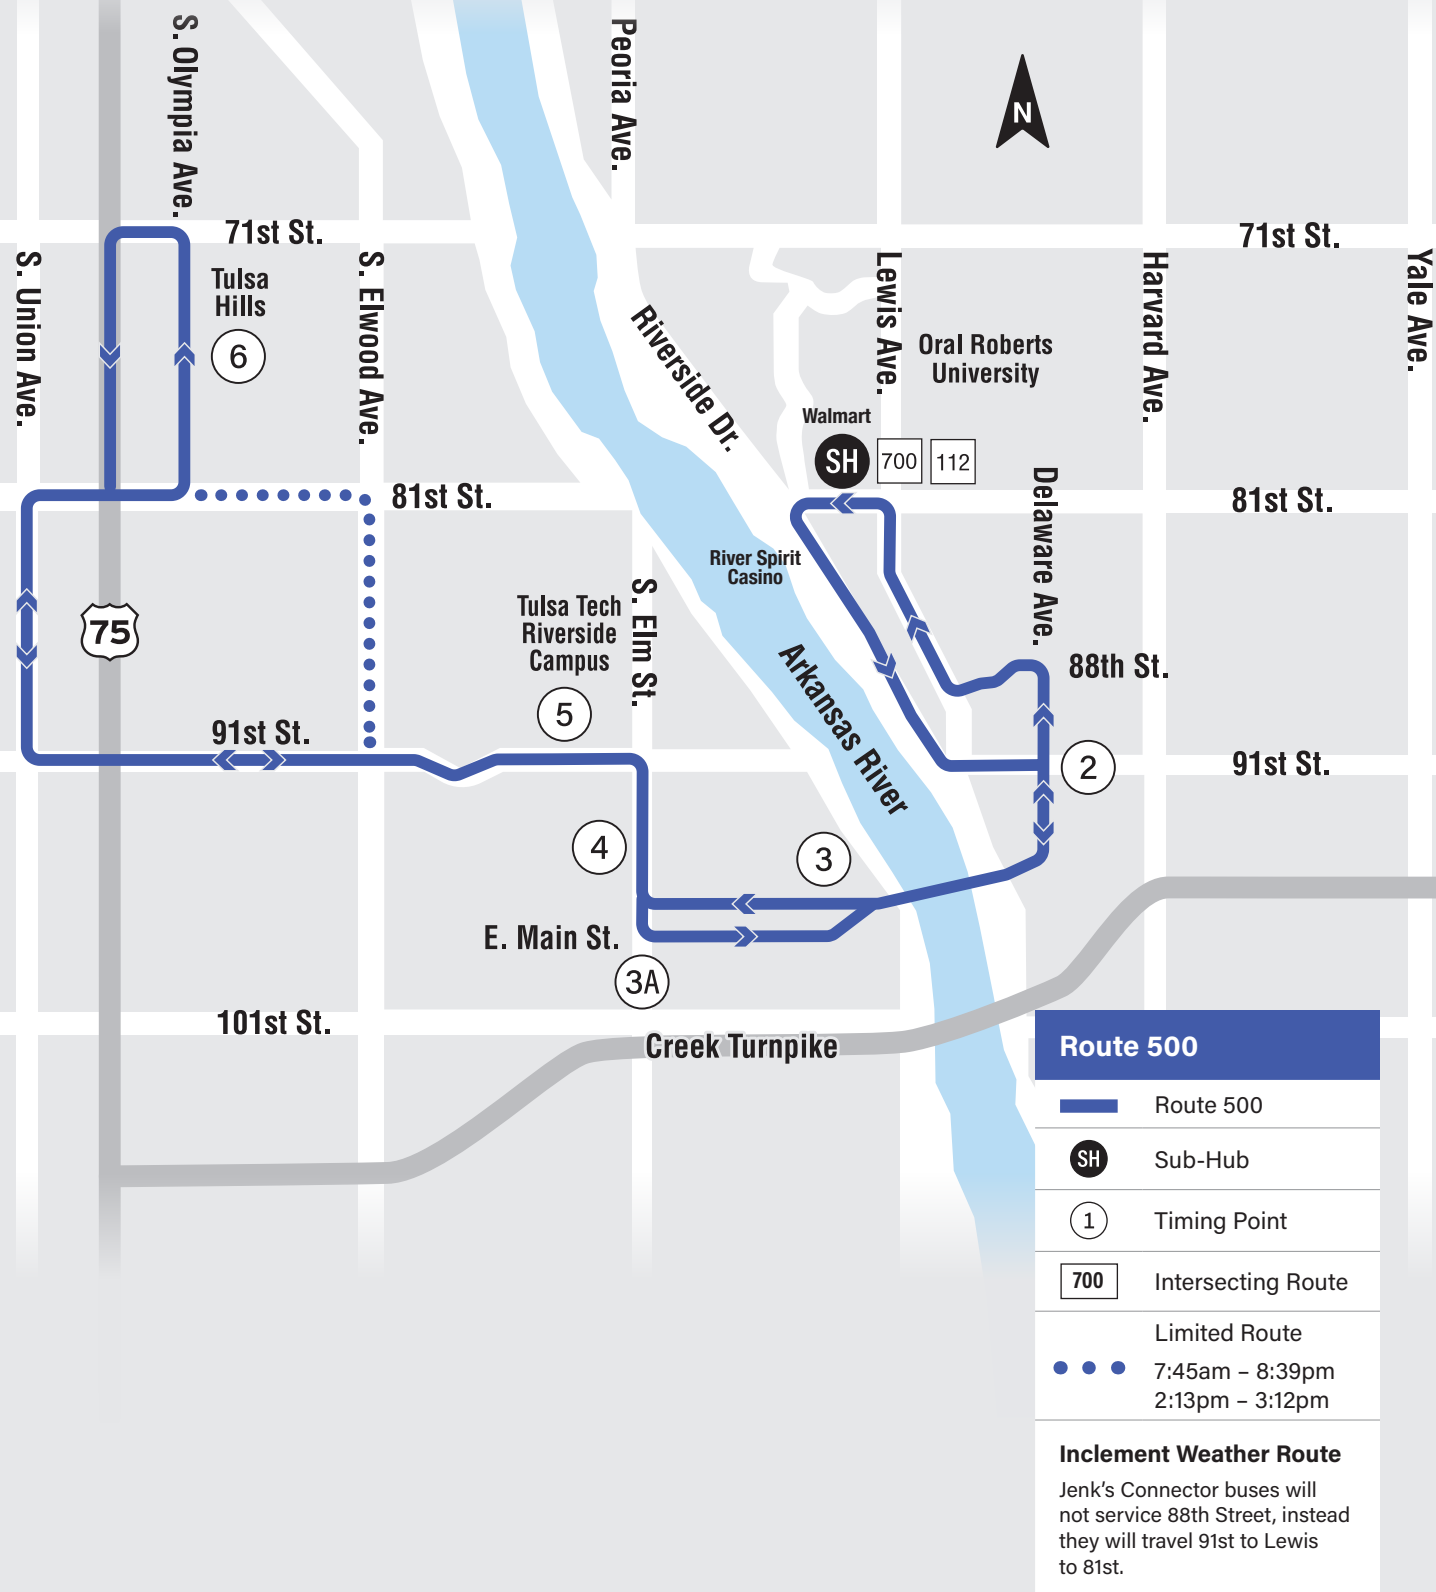 S. Olympia Ave.
Peoria Ave.
N
71st St.
71st St.
S. Union Ave.
Tulsa
Hills
6
S. Elwood Ave.
Riverside Dr.
Lewis Ave.
Oral Roberts
University
Harvard Ave.
Yale Ave.
Walmart
SH
700
112
81st St.
81st St.
Delaware Ave.
River Spirit
Casino
75
Tulsa Tech
Riverside
Campus
S. Elm St.
5
Arkansas River
88th St.
91st St.
2
91st St.
4
3
E. Main St.
3A
101st St.
Creek Turnpike
Route 500
Route 500
SH
Sub-Hub
1
Timing Point
700
Intersecting Route
Limited Route
7:45am – 8:39pm
2:13pm – 3:12pm
Inclement Weather Route
Jenk's Connector buses will
not service 88th Street, instead
they will travel 91st to Lewis
to 81st.